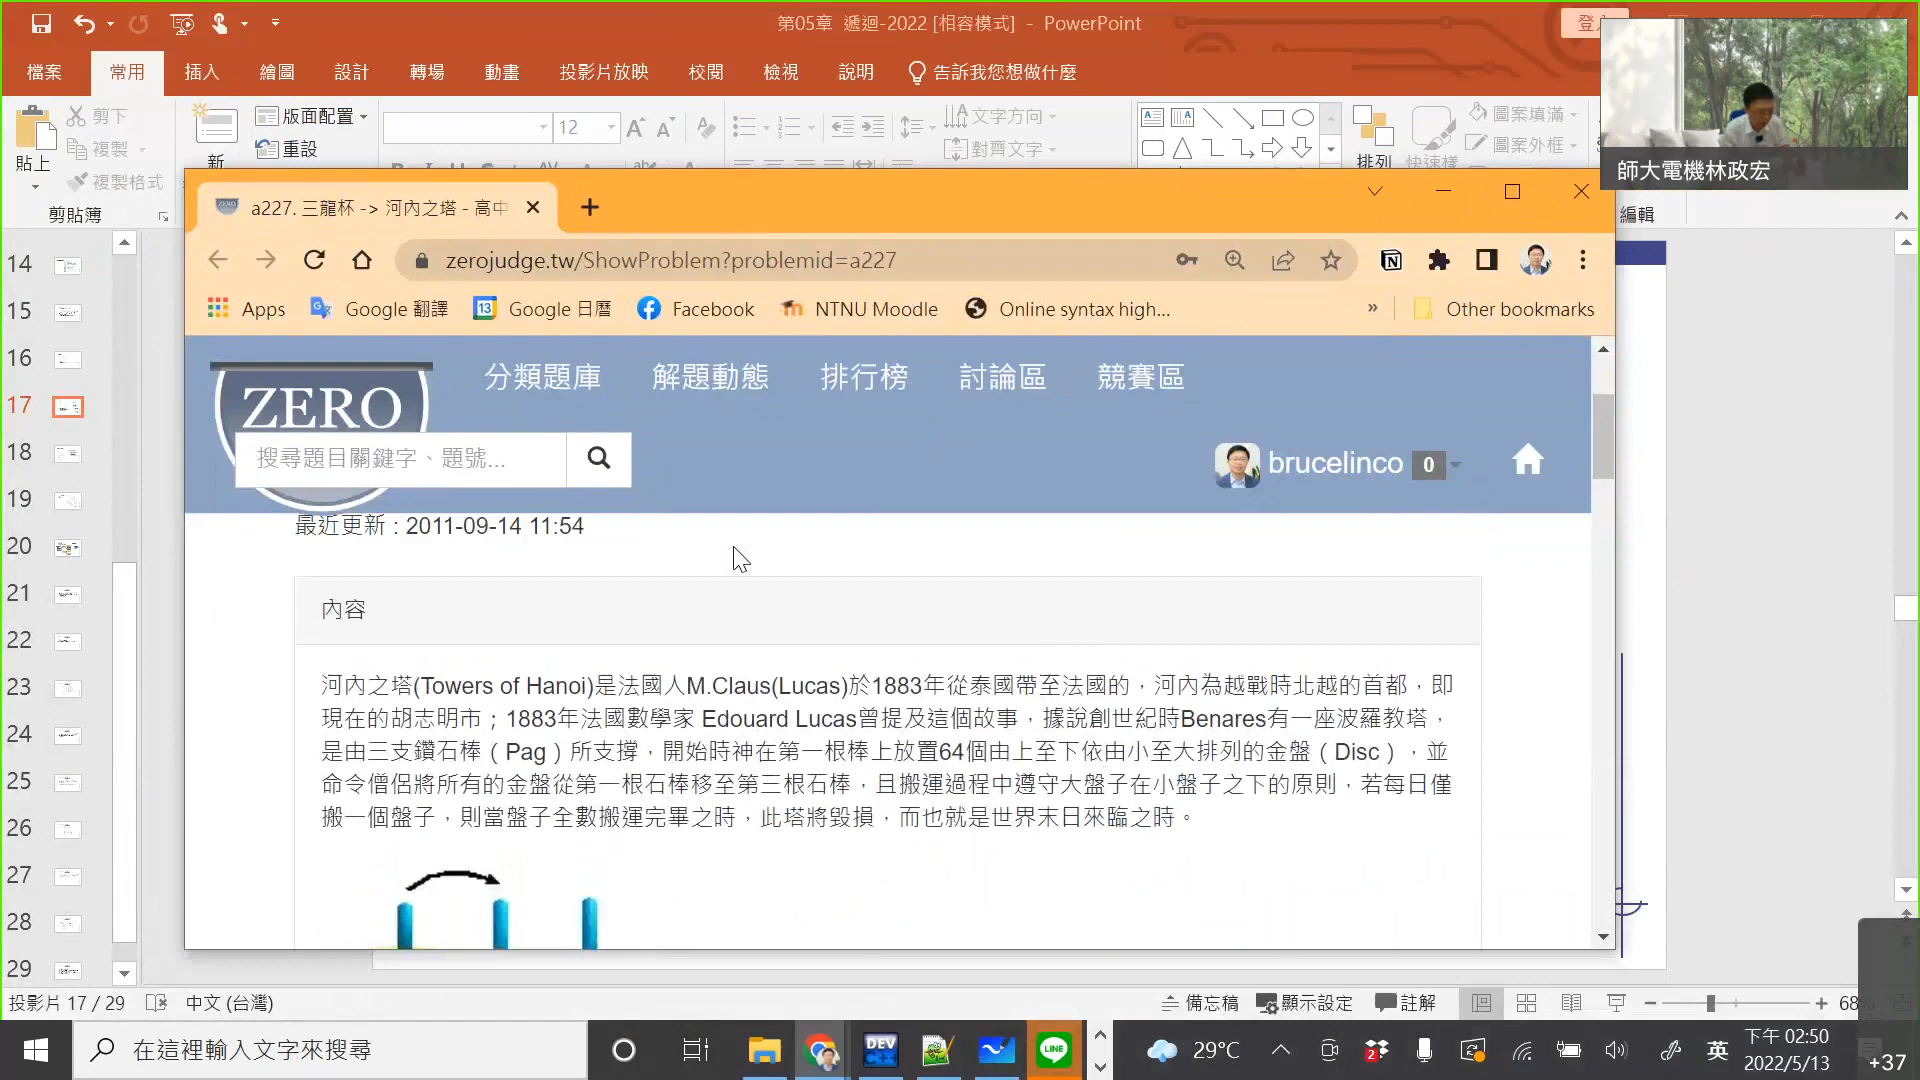 第05章 遞迴-2022 [相容模式] - PowerPoint
檔案 常用 插入 繪圖 設計 轉場 動畫 投影片放映 校閱 檢視 說明 告訴我您想做什麼
貼上 剪下 複製 複製格式 剪貼簿
新 版面配置 重設
12
文字方向 對齊文字
排列 快速樣
圖案填滿 圖案外框
編輯
師大電機林政宏
a227. 三龍杯 -> 河內之塔 - 高中
zerojudge.tw/ShowProblem?problemid=a227
Apps Google 翻譯 13 Google 日曆 Facebook NTNU Moodle Online syntax high... » Other bookmarks
ZERO
分類題庫 解題動態 排行榜 討論區 競賽區
搜尋題目關鍵字、題號...
brucelinco 0
最近更新 : 2011-09-14 11:54
內容
河內之塔(Towers of Hanoi)是法國人M.Claus(Lucas)於1883年從泰國帶至法國的，河內為越戰時北越的首都，即
現在的胡志明市；1883年法國數學家 Edouard Lucas曾提及這個故事，據說創世紀時Benares有一座波羅教塔，
是由三支鑽石棒（Pag）所支撐，開始時神在第一根棒上放置64個由上至下依由小至大排列的金盤（Disc），並
命令僧侶將所有的金盤從第一根石棒移至第三根石棒，且搬運過程中遵守大盤子在小盤子之下的原則，若每日僅
搬一個盤子，則當盤子全數搬運完畢之時，此塔將毀損，而也就是世界末日來臨之時。
14
15
16
17
18
19
20
21
22
23
24
25
26
27
28
29
投影片 17 / 29 中文 (台灣) 備忘稿 顯示設定 註解
在這裡輸入文字來搜尋
DEV C++ LINE 29°C 2 英
下午 02:50
2022/5/13
+37